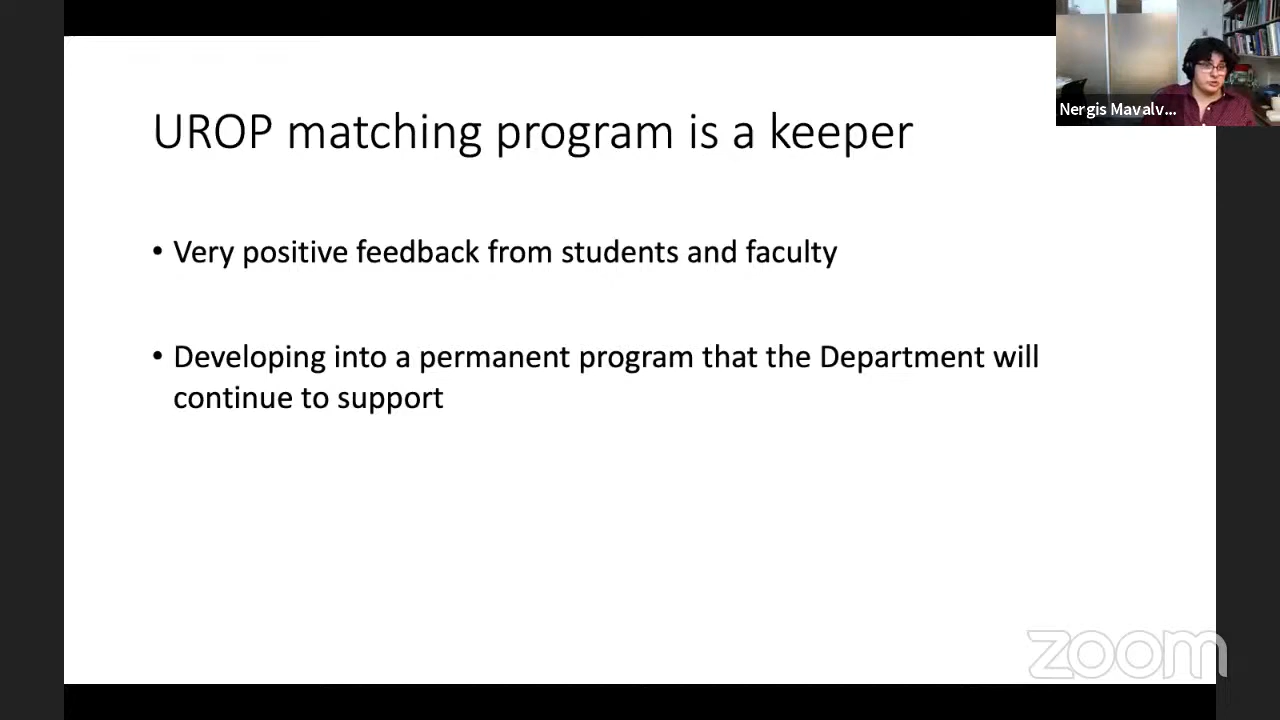 UROP matching program is a keeper
Nergis Mavalv...
• Very positive feedback from students and faculty
• Developing into a permanent program that the Department will
continue to support
zoom